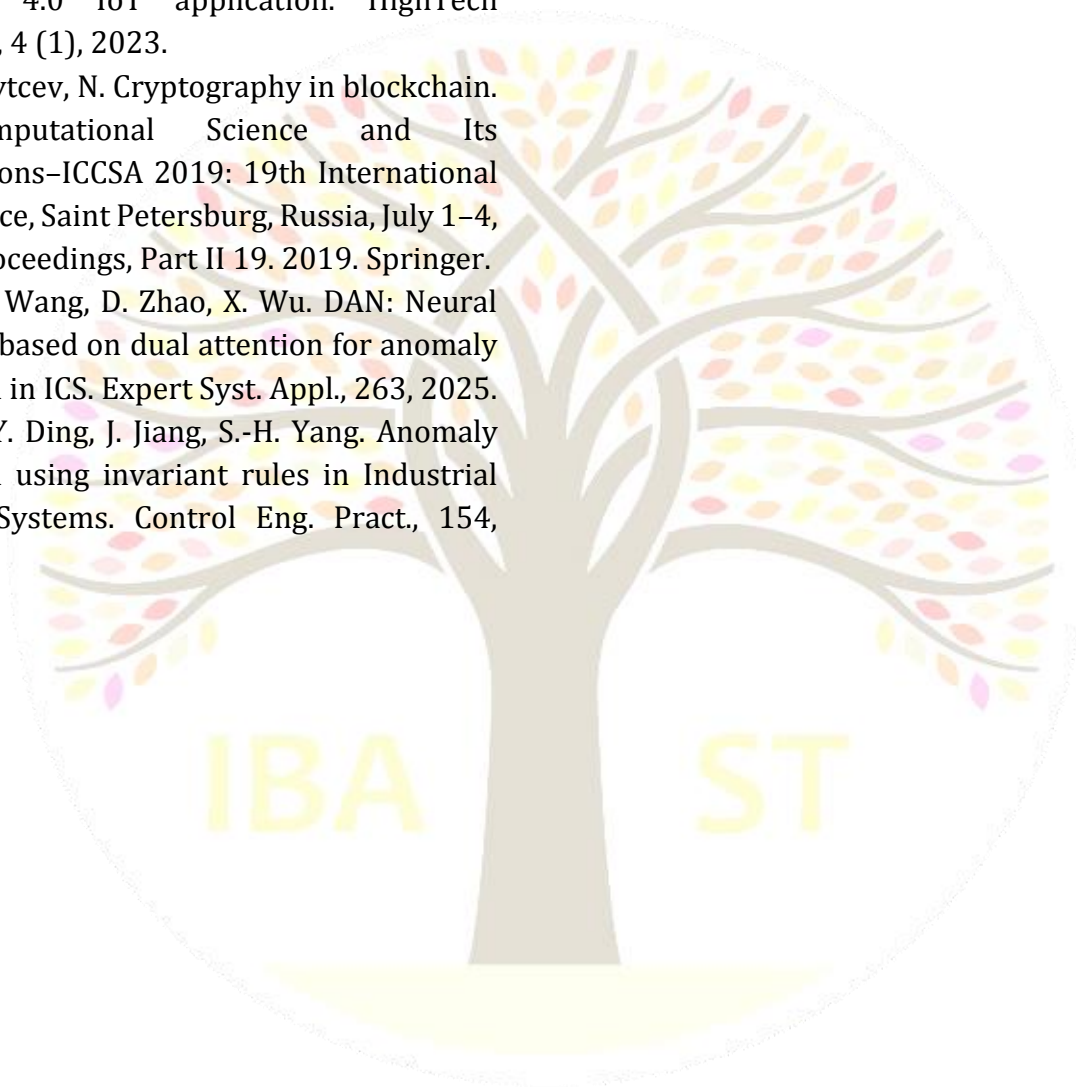 4.0 IoT application. HighTech
, 4 (1), 2023.
ytcev, N. Cryptography in blockchain.
mputational Science and Its
ons–ICCSA 2019: 19th International
ce, Saint Petersburg, Russia, July 1–4,
oceedings, Part II 19. 2019. Springer.
Wang, D. Zhao, X. Wu. DAN: Neural
based on dual attention for anomaly
in ICS. Expert Syst. Appl., 263, 2025.
Y. Ding, J. Jiang, S.-H. Yang. Anomaly
using invariant rules in Industrial
Systems. Control Eng. Pract., 154,
IBA ST